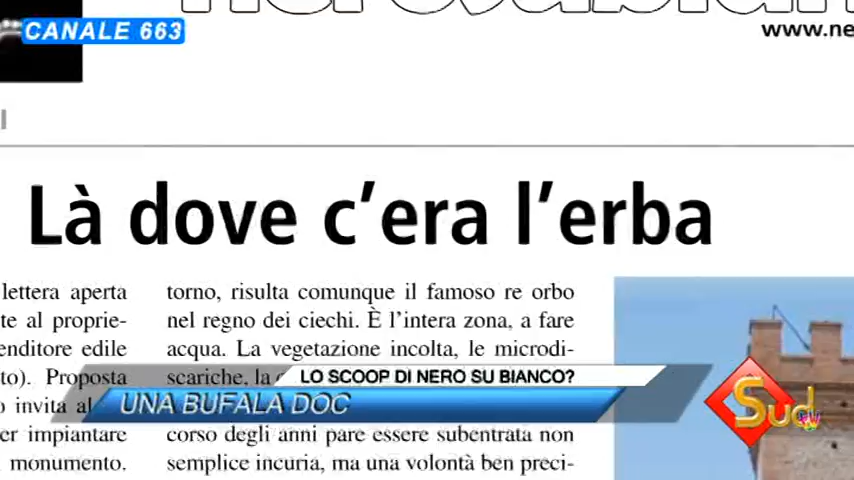 CANALE 663
www.ne
Là dove c'era l'erba
lettera aperta
te al proprie-
enditore edile
to). Proposta
invita al
er impiantare
monumento.
torno, risulta comunque il famoso re orbo
nel regno dei ciechi. È l'intera zona, a fare
acqua. La vegetazione incolta, le microdi-
scariche, la
corso degli anni pare essere subentrata non
semplice incuria, ma una volontà ben preci-
LO SCOOP DI NERO SU BIANCO?
UNA BUFALA DOC
Sud
TV